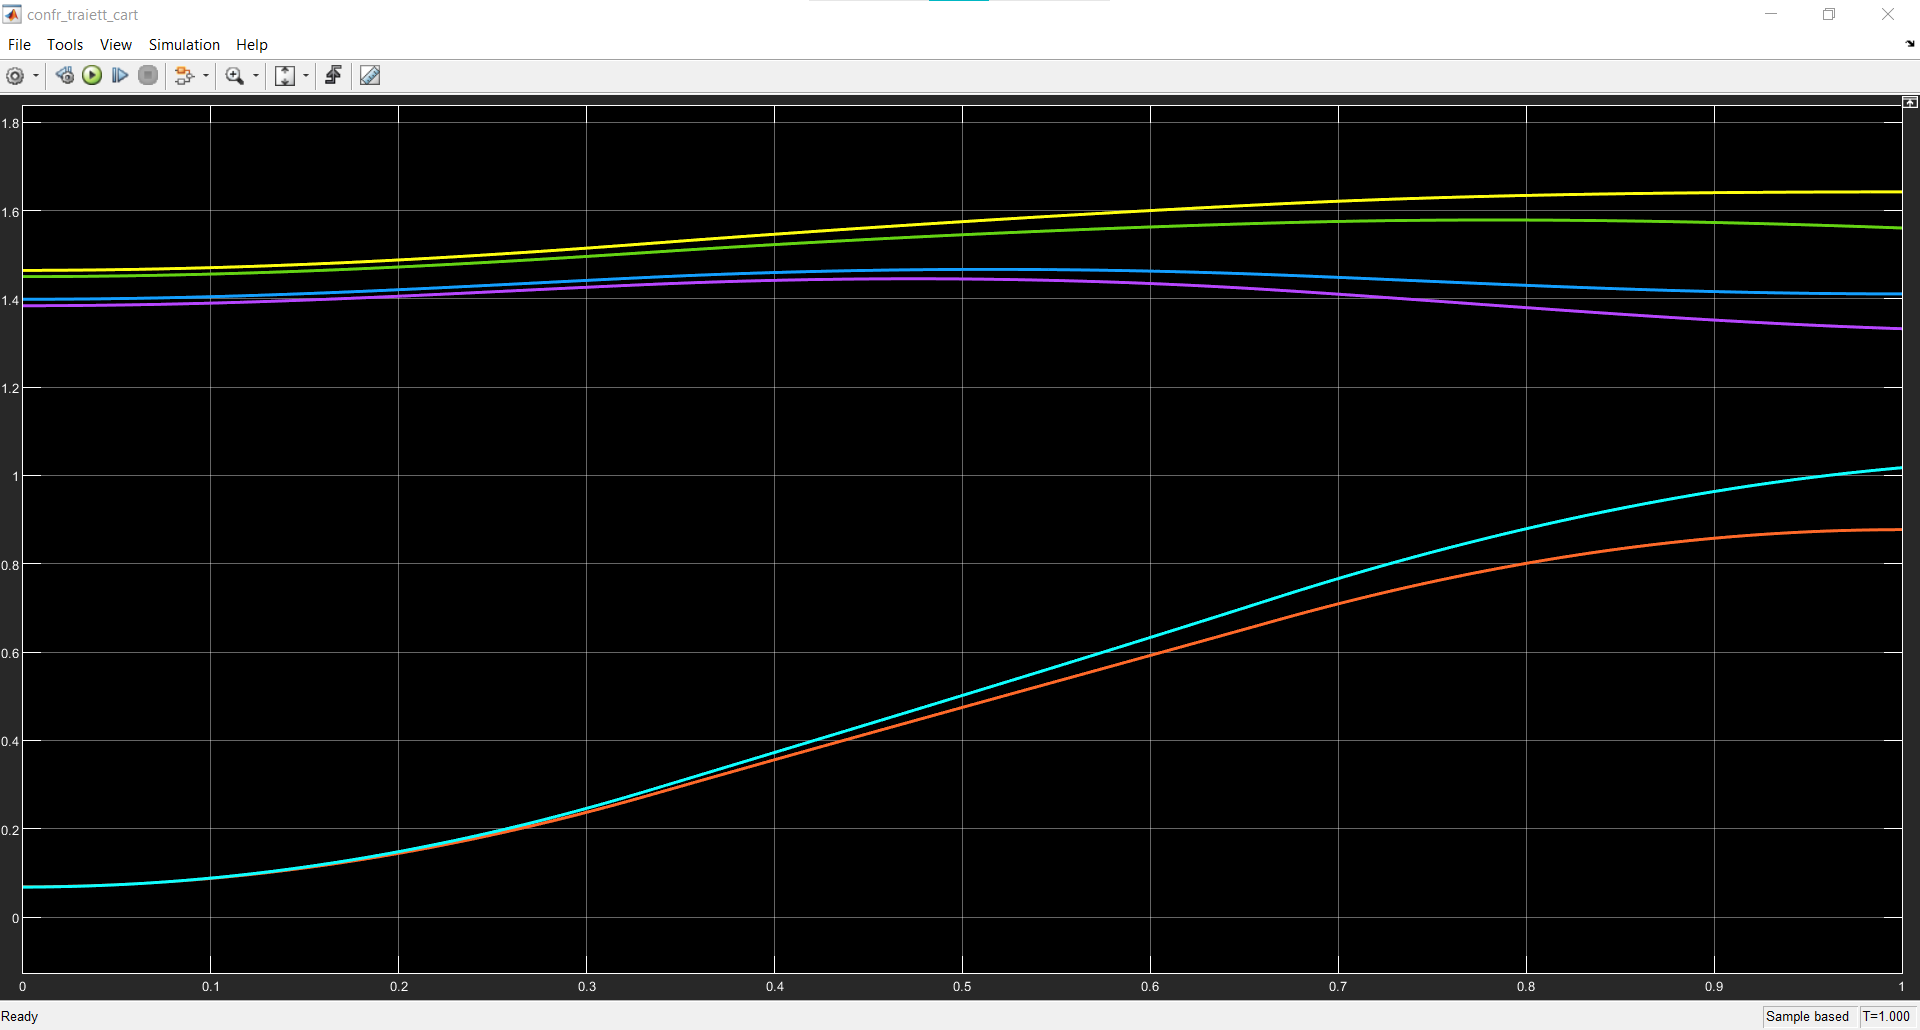 confr_traiett_cart
File Tools View Simulation Help
1.8
1.6
1.4
1.2
1
0.8
0.6
0.4
0.2
0
0 0.1 0.2 0.3 0.4 0.5 0.6 0.7 0.8 0.9 1
Ready Sample based T=1.000